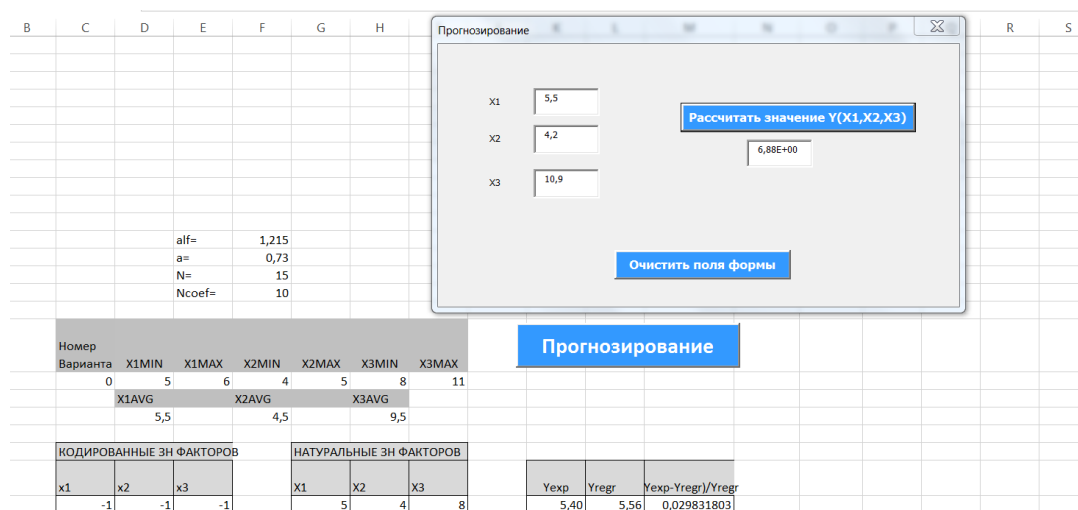 B C D E F G H R S
Прогнозирование
X1 5,5
Рассчитать значение Y(X1,X2,X3)
X2 4,2
6,88E+00
X3 10,9
Очистить поля формы
alf= 1,215
a= 0,73
N= 15
Ncoef= 10
Прогнозирование
Номер
Варианта X1MIN X1MAX X2MIN X2MAX X3MIN X3MAX
0 5 6 4 5 8 11
X1AVG X2AVG X3AVG
5,5 4,5 9,5
КОДИРОВАННЫЕ ЗН ФАКТОРОВ НАТУРАЛЬНЫЕ ЗН ФАКТОРОВ
x1 x2 x3 X1 X2 X3 Yexp Yregr Yexp-Yregr)/Yegr
-1 -1 -1 5 4 8 5,40 5,56 0,029831803